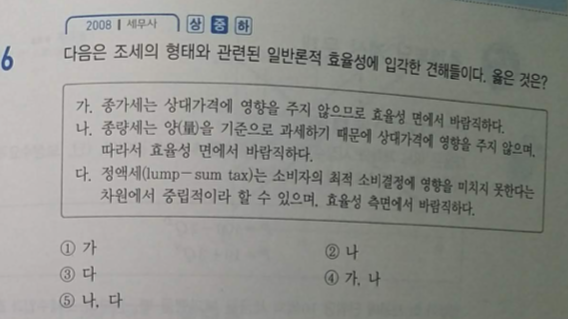 2008 | 세무사 상 중 하
6 다음은 조세의 형태와 관련된 일반론적 효율성에 입각한 견해들이다. 옳은 것은?
가. 종가세는 상대가격에 영향을 주지 않으므로 효율성 면에서 바람직하다.
나. 종량세는 양(量)을 기준으로 과세하기 때문에 상대가격에 영향을 주지 않으며,
따라서 효율성 면에서 바람직하다.
다. 정액세(lump-sum tax)는 소비자의 최적 소비결정에 영향을 미치지 못한다는
차원에서 중립적이라 할 수 있으며, 효율성 측면에서 바람직하다.
① 가 ② 나
③ 다 ④ 가, 나
⑤ 나, 다